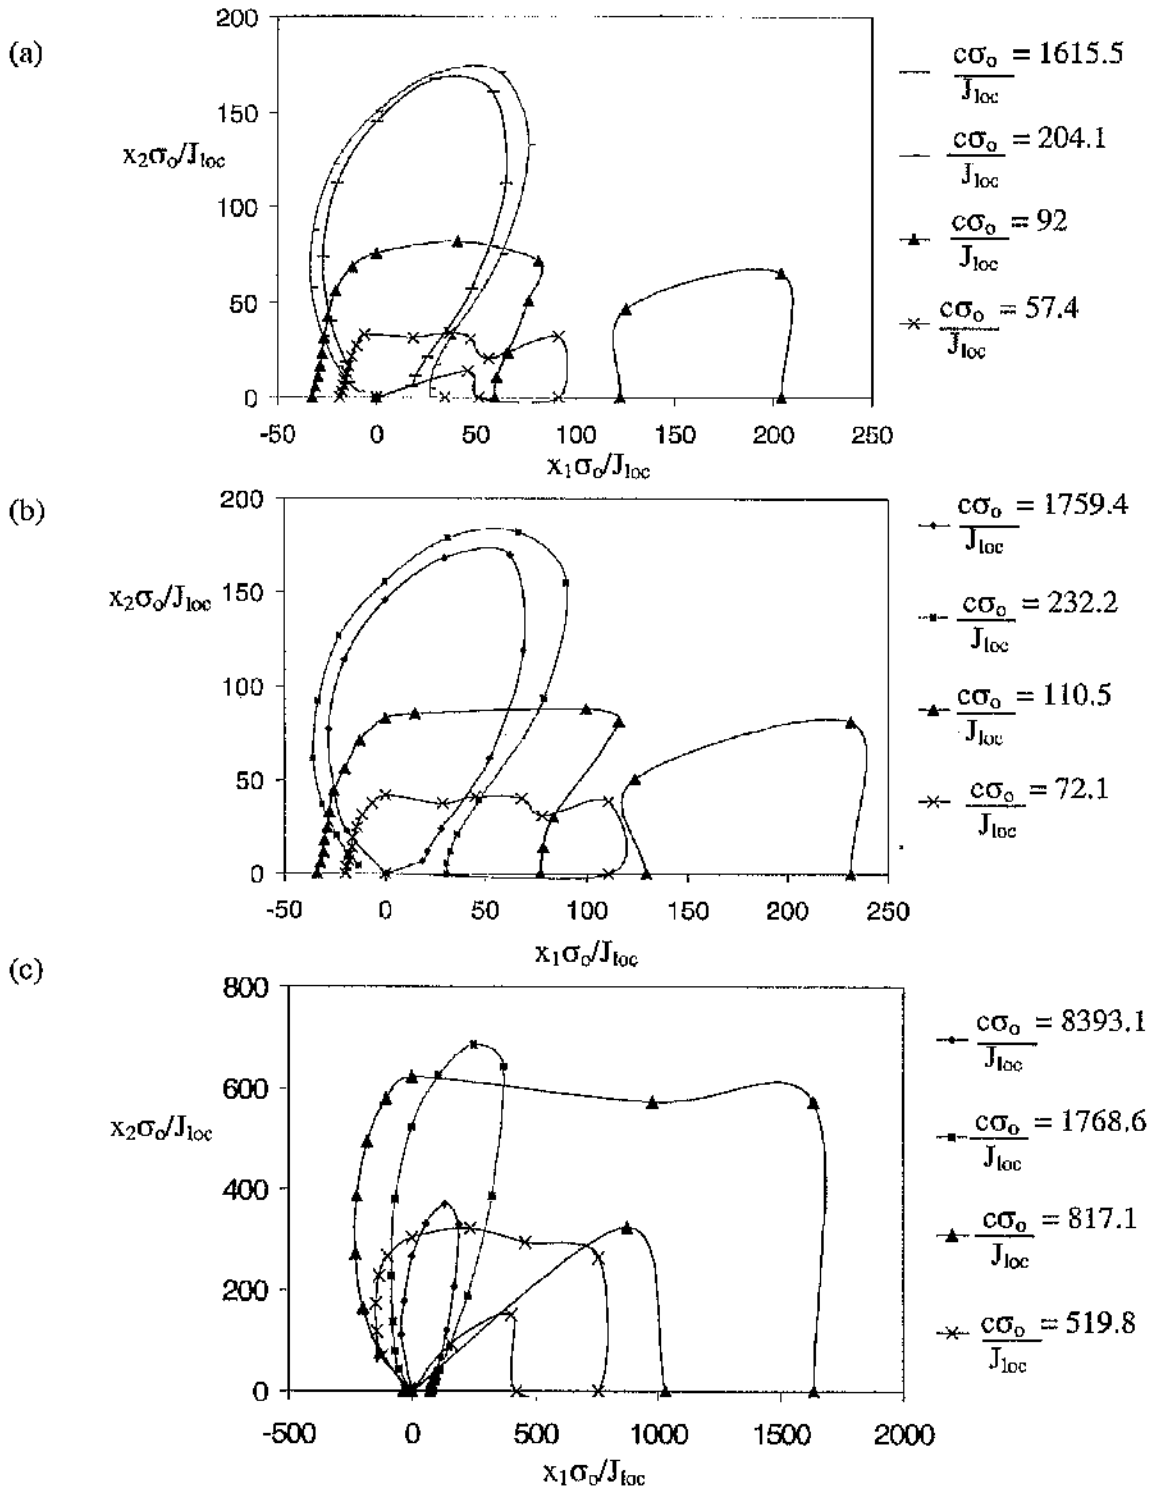 (a)
200
150
100
50
0
x₂σₒ/J_loc
-50 0 50 100 150 200 250
x₁σₒ/J_loc
cσₒ/J_loc = 1615.5
cσₒ/J_loc = 204.1
cσₒ/J_loc = 92
cσₒ/J_loc = 57.4
(b)
200
150
100
50
0
x₂σₒ/J_loc
-50 0 50 100 150 200 250
x₁σₒ/J_loc
cσₒ/J_loc = 1759.4
cσₒ/J_loc = 232.2
cσₒ/J_loc = 110.5
cσₒ/J_loc = 72.1
(c)
800
600
400
200
0
x₂σₒ/J_loc
-500 0 500 1000 1500 2000
x₁σₒ/J_loc
cσₒ/J_loc = 8393.1
cσₒ/J_loc = 1768.6
cσₒ/J_loc = 817.1
cσₒ/J_loc = 519.8